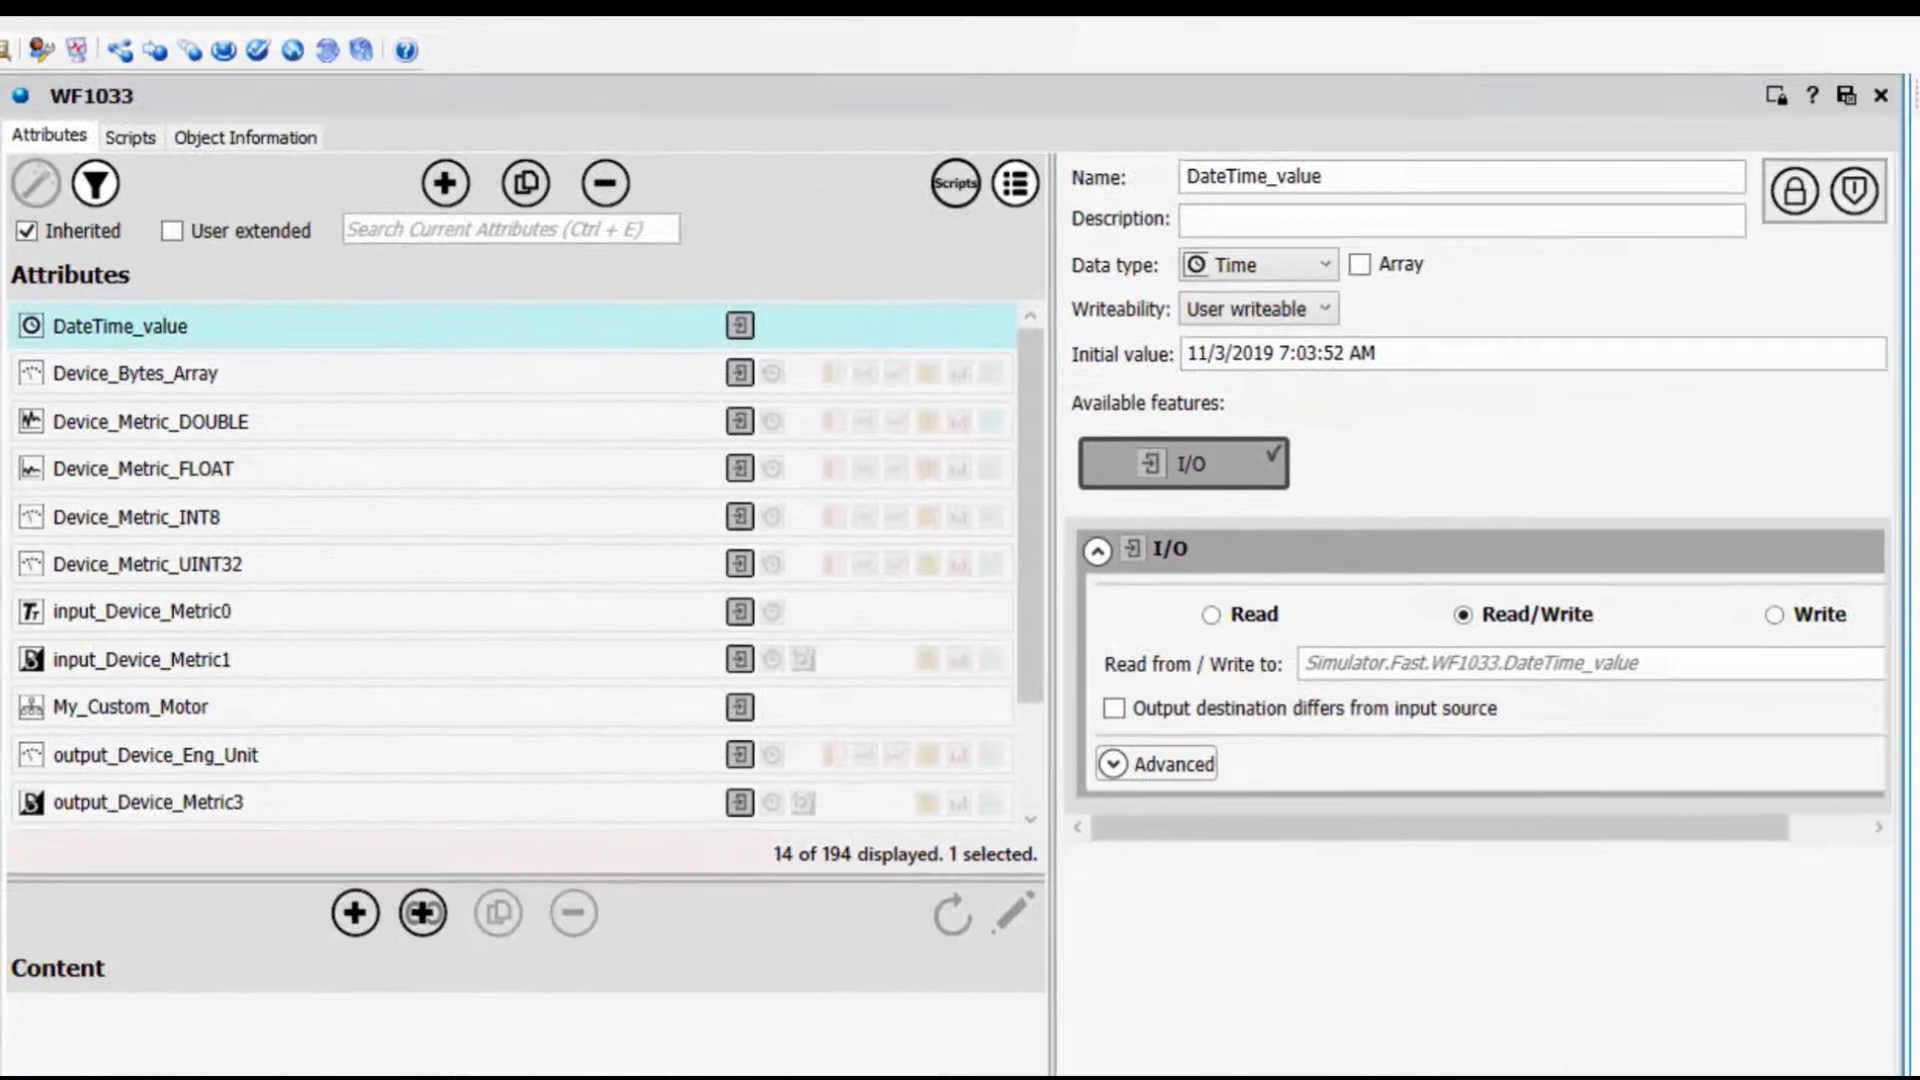 WF1033
Attributes
Scripts
Object Information
Scripts
Inherited
User extended
Search Current Attributes (Ctrl + E)
Attributes
DateTime_value
Device_Bytes_Array
Device_Metric_DOUBLE
Device_Metric_FLOAT
Device_Metric_INT8
Device_Metric_UINT32
input_Device_Metric0
input_Device_Metric1
My_Custom_Motor
output_Device_Eng_Unit
output_Device_Metric3
14 of 194 displayed. 1 selected.
Content
Name: DateTime_value
Description:
Data type: Time Array
Writeability: User writeable
Initial value: 11/3/2019 7:03:52 AM
Available features:
I/O
I/O
Read Read/Write Write
Read from / Write to: Simulator.Fast.WF1033.DateTime_value
Output destination differs from input source
Advanced